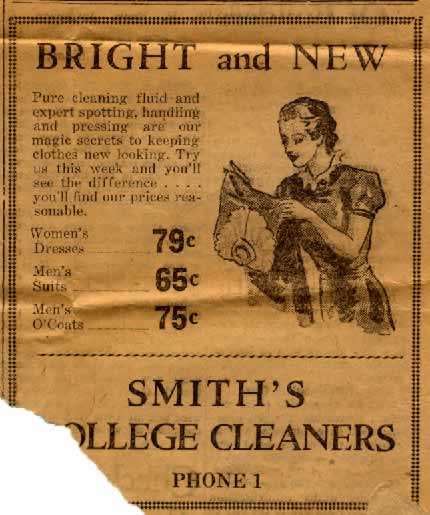 BRIGHT and NEW
Pure cleaning fluid and
expert spotting, handling
and pressing are our
magic secrets to keeping
clothes new looking. Try
us this week and you'll
see the difference . . . .
you'll find our prices rea-
sonable.
Women's
Dresses 79c
Men's
Suits 65c
Men's
O'Coats 75c
SMITH'S
OLLEGE CLEANERS
PHONE 1